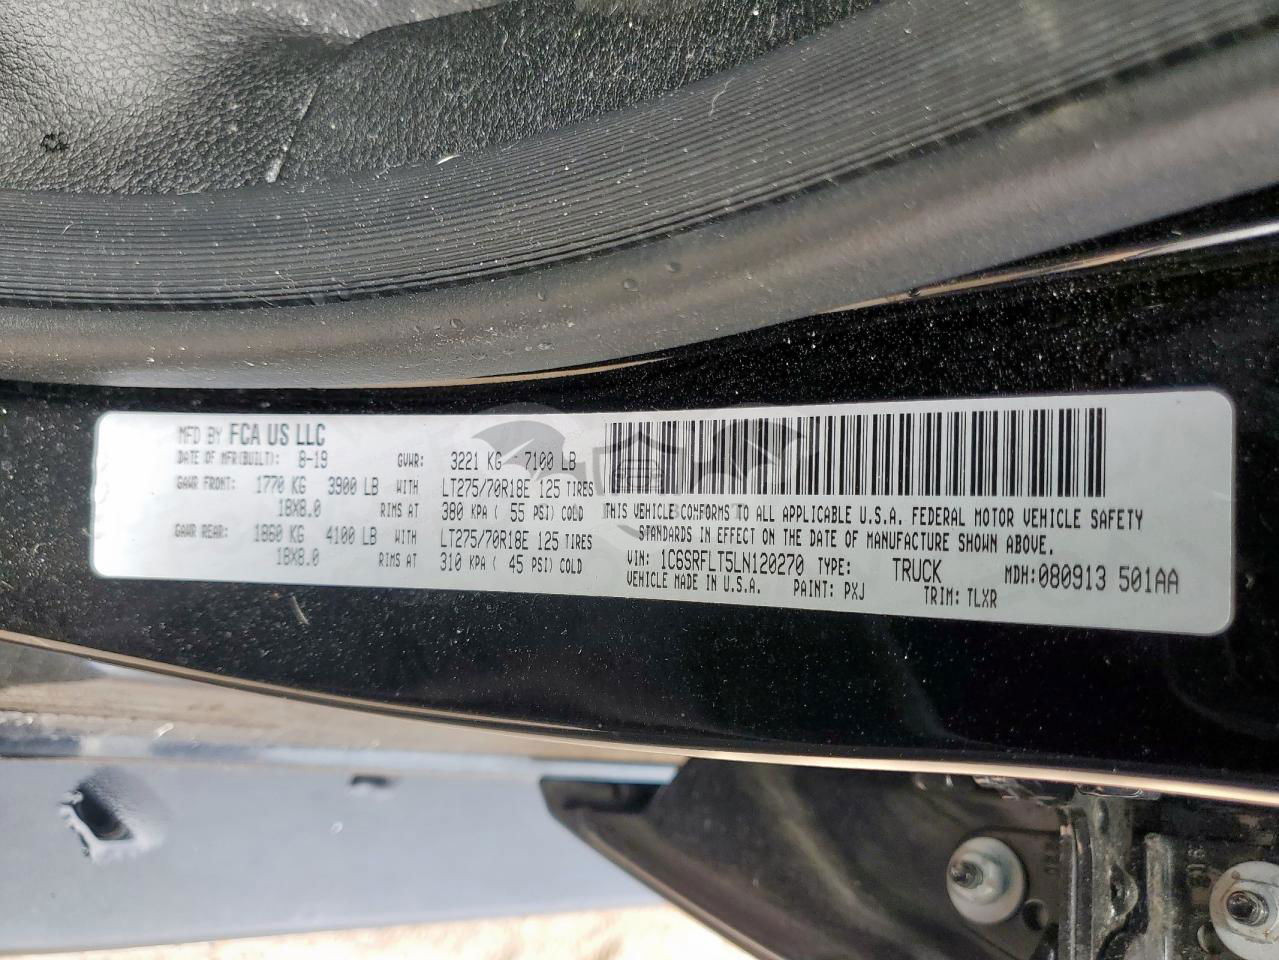 MFD BY FCA US LLC
DATE OF MFR(BUILT): 8-19 GVWR: 3221 KG - 7100 LB
GAWR FRONT: 1770 KG 3900 LB WITH LT275/70R18E 125 TIRES
18X8.0 RIMS AT 380 KPA ( 55 PSI) COLD
GAWR REAR: 1860 KG 4100 LB WITH LT275/70R18E 125 TIRES
18X8.0 RIMS AT 310 KPA ( 45 PSI) COLD
THIS VEHICLE CONFORMS TO ALL APPLICABLE U.S.A. FEDERAL MOTOR VEHICLE SAFETY
STANDARDS IN EFFECT ON THE DATE OF MANUFACTURE SHOWN ABOVE.
VIN: 1C6SRFLT5LN120270 TYPE: TRUCK MDH:080913 501AA
VEHICLE MADE IN U.S.A. PAINT: PXJ TRIM: TLXR